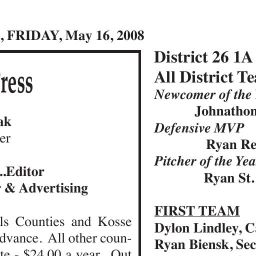 , FRIDAY, May 16, 2008
ress
ak
er
..Editor
& Advertising
ls Counties and Kosse
dvance. All other coun-
te - $24.00 a year. Out
District 26 1A
All District Tea
Newcomer of the
Johnathon
Defensive MVP
Ryan Re
Pitcher of the Yea
Ryan St.
FIRST TEAM
Dylon Lindley, Ca
Ryan Biensk, Sec